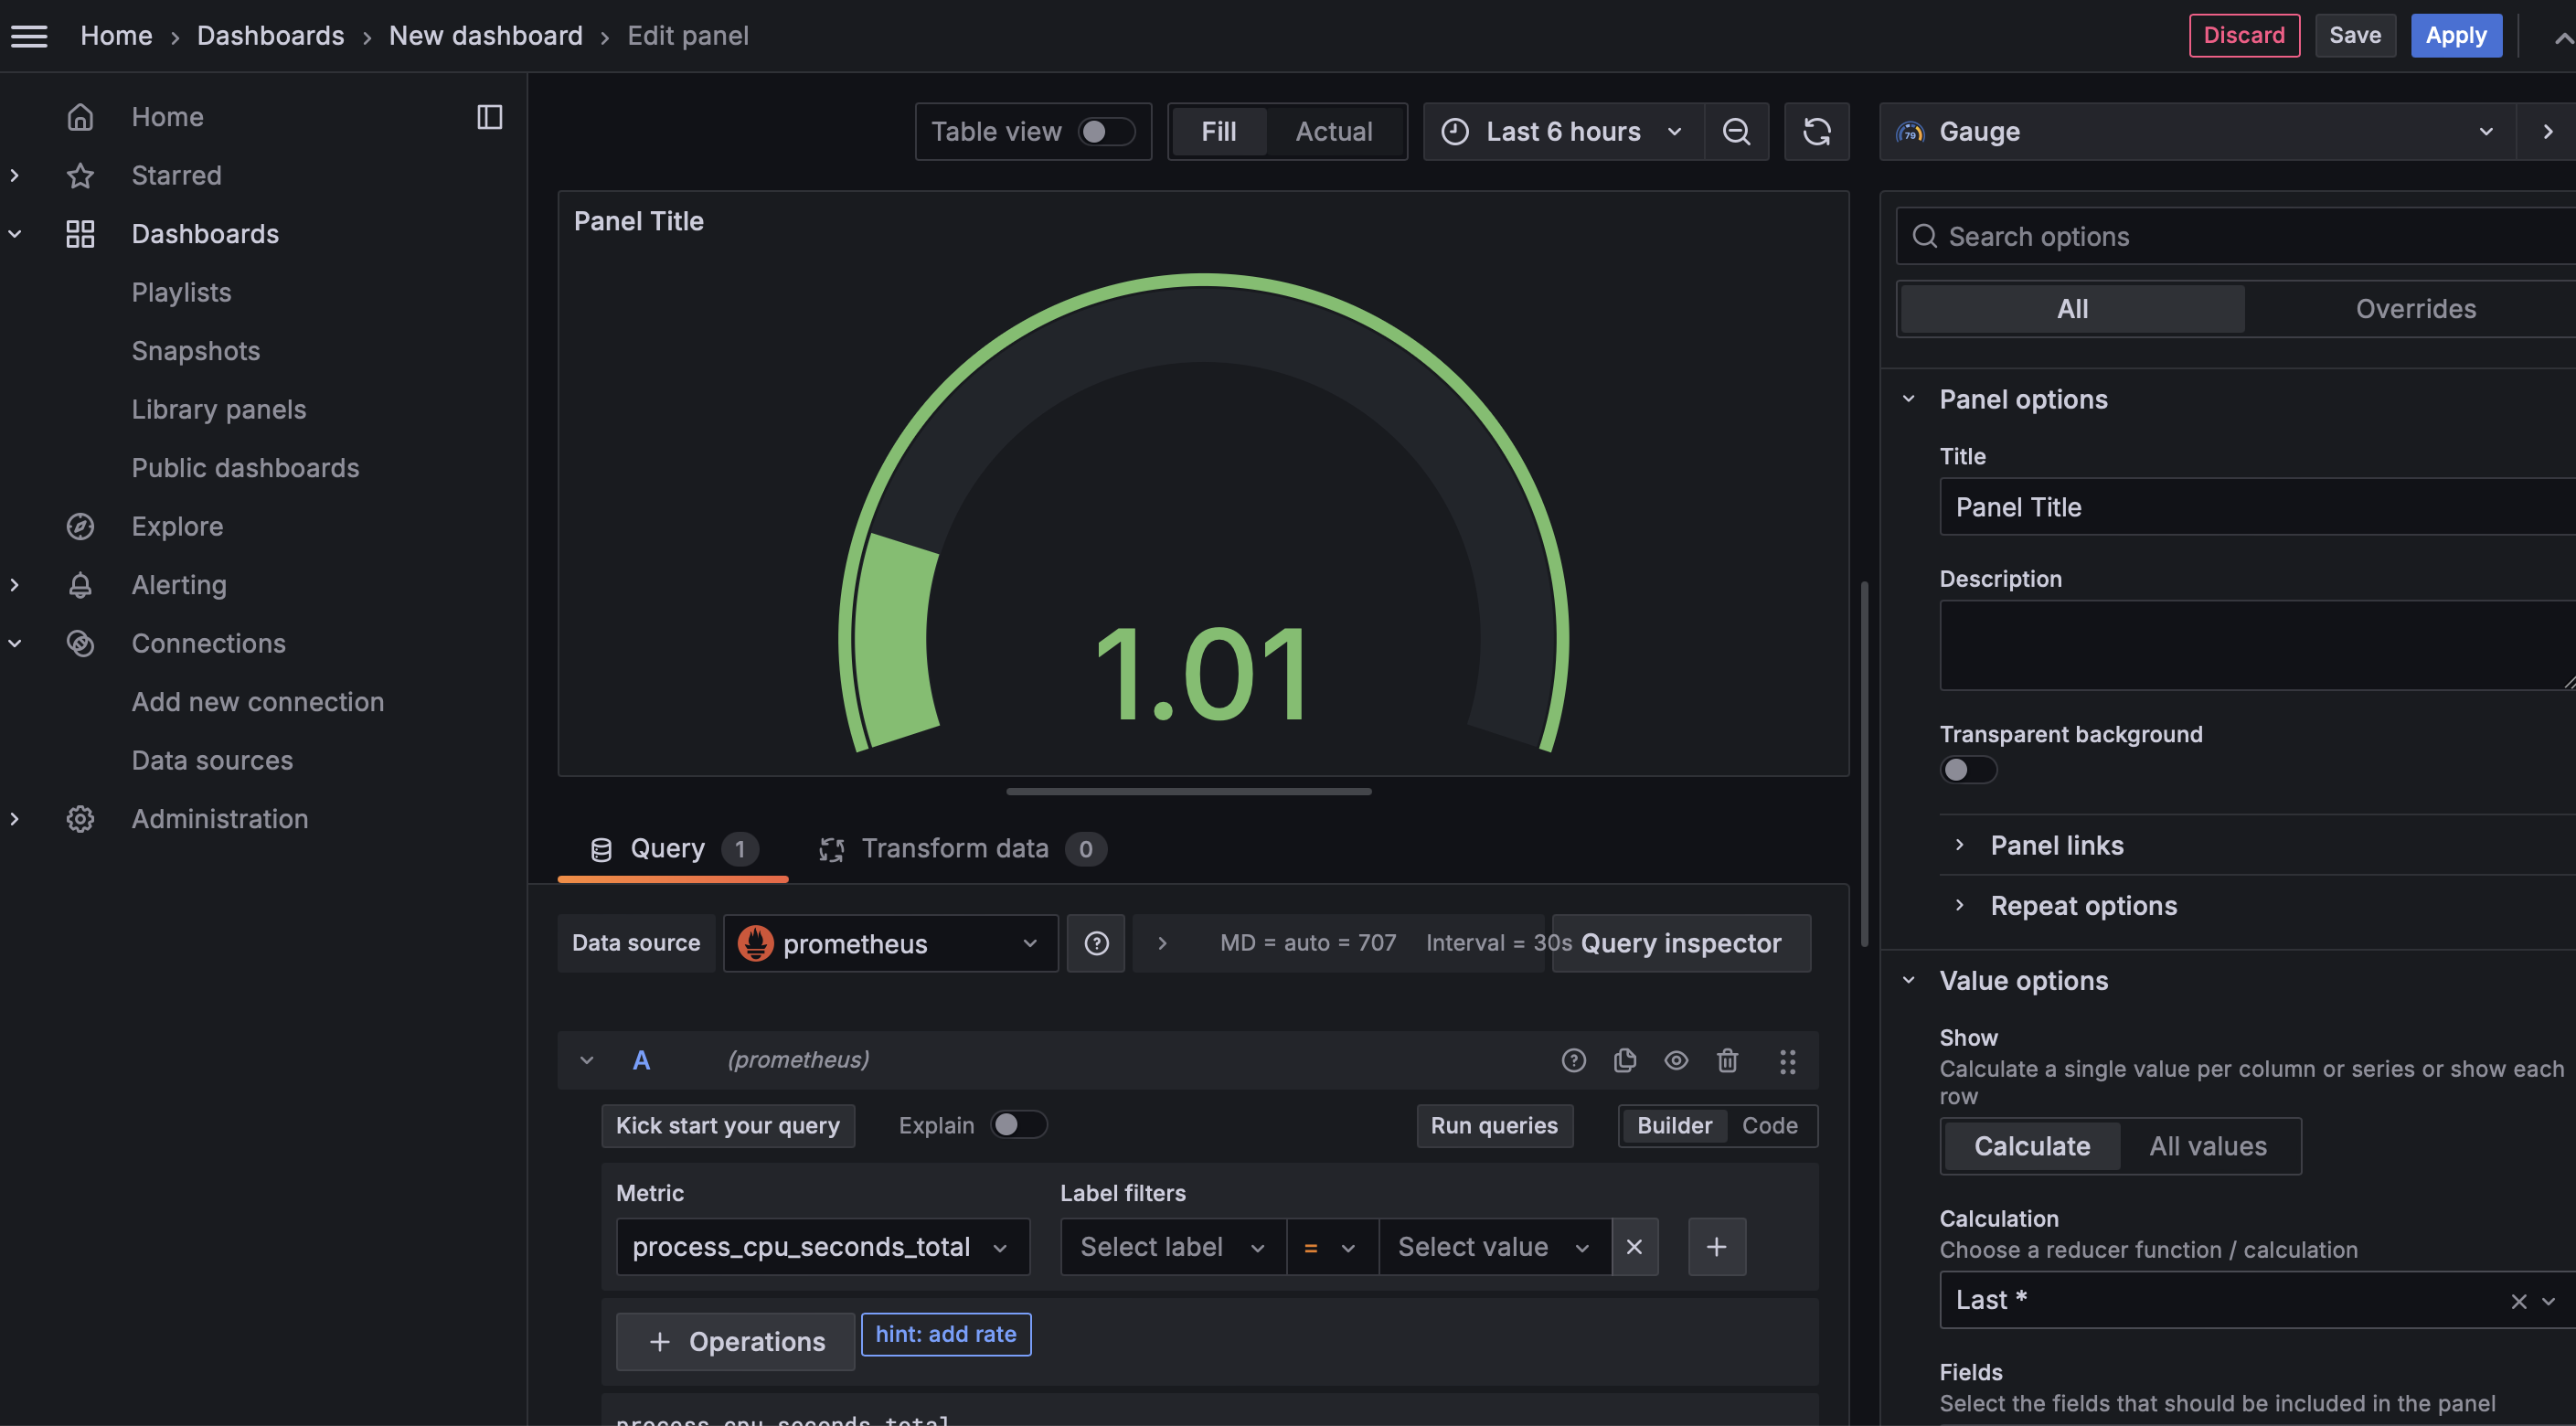 Home › Dashboards › New dashboard › Edit panel
Discard Save Apply
Home
Starred
Dashboards
Playlists
Snapshots
Library panels
Public dashboards
Explore
Alerting
Connections
Add new connection
Data sources
Administration
Table view Fill Actual Last 6 hours
Panel Title
1.01
Query 1 Transform data 0
Data source prometheus MD = auto = 707 Interval = 30s Query inspector
A (prometheus)
Kick start your query Explain Run queries Builder Code
Metric Label filters
process_cpu_seconds_total Select label = Select value
+ Operations hint: add rate
process_cpu_seconds_total
79 Gauge
Search options
All Overrides
Panel options
Title
Panel Title
Description
Transparent background
Panel links
Repeat options
Value options
Show
Calculate a single value per column or series or show each
row
Calculate All values
Calculation
Choose a reducer function / calculation
Last *
Fields
Select the fields that should be included in the panel